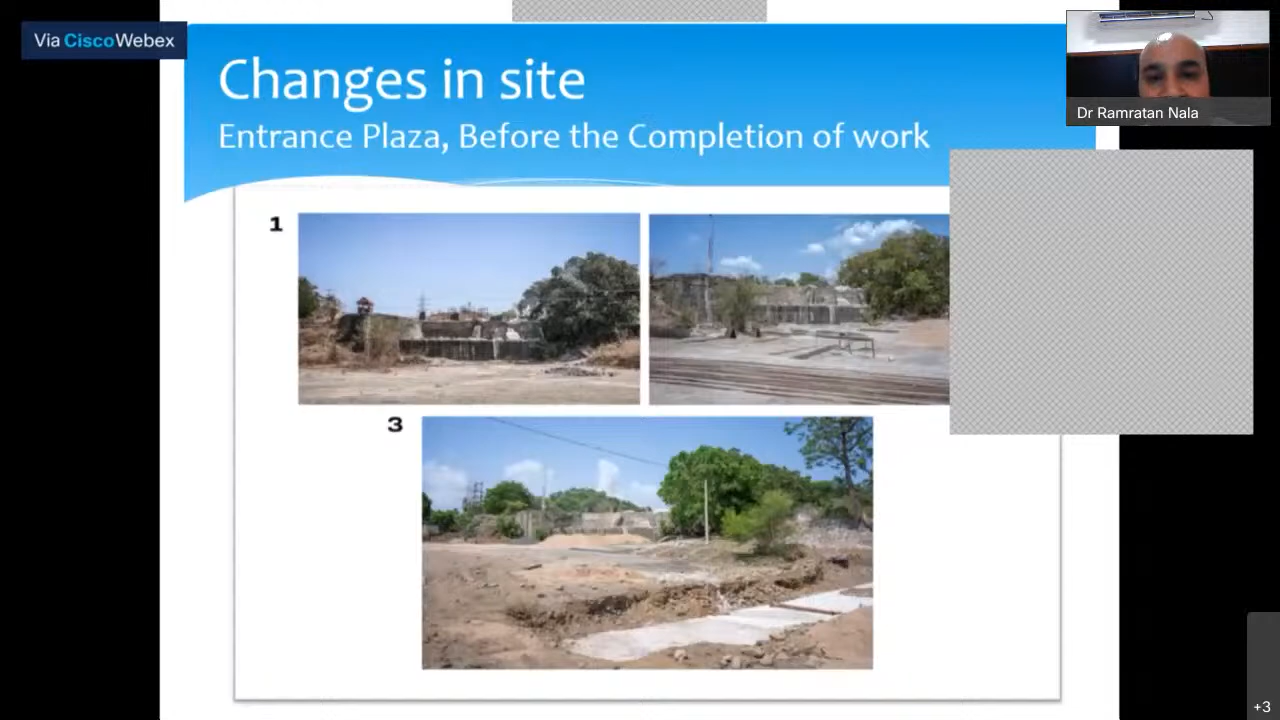 Via CiscoWebex
Changes in site
Entrance Plaza, Before the Completion of work
Dr Ramratan Nala
1
3
+3